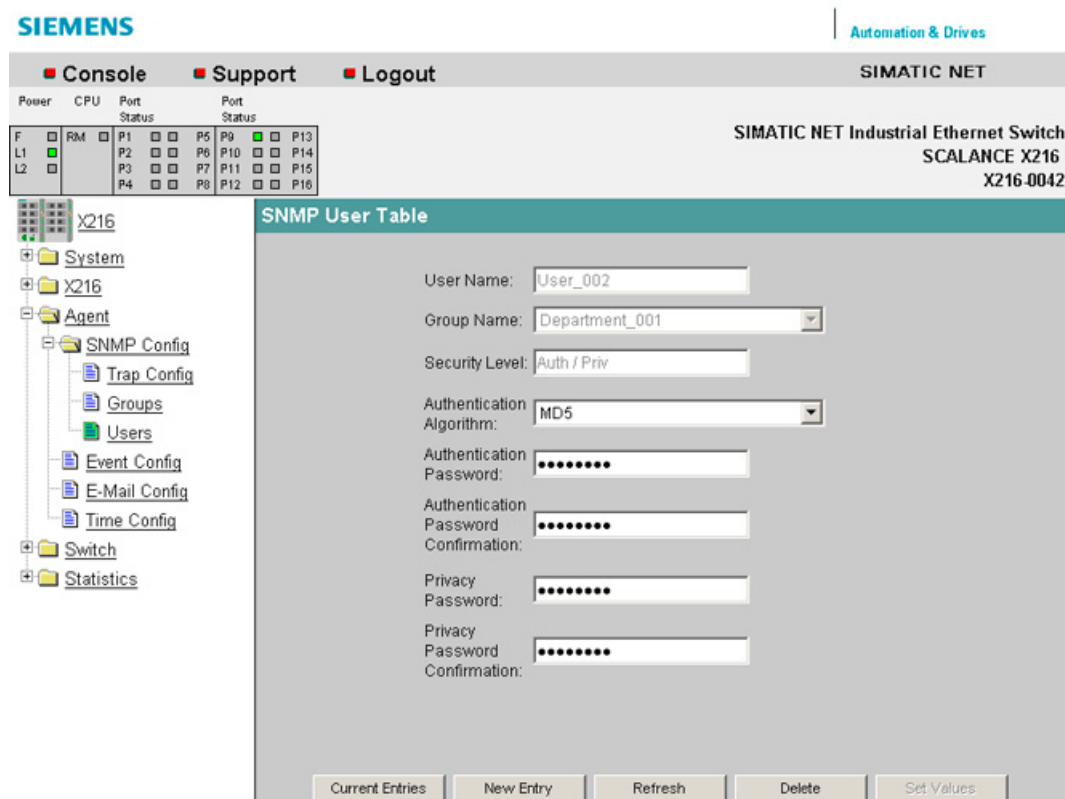 SIEMENS
Automation & Drives
Console Support Logout SIMATIC NET
Power CPU Port Status Port Status
F RM P1 P5 P9 P13
L1 P2 P6 P10 P14
L2 P3 P7 P11 P15
P4 P8 P12 P16
SIMATIC NET Industrial Ethernet Switch
SCALANCE X216
X216-0042
X216
System
X216
Agent
SNMP Config
Trap Config
Groups
Users
Event Config
E-Mail Config
Time Config
Switch
Statistics
SNMP User Table
User Name: User_002
Group Name: Department_001
Security Level: Auth / Priv
Authentication
Algorithm: MD5
Authentication
Password: ••••••••
Authentication
Password
Confirmation: ••••••••
Privacy
Password: ••••••••
Privacy
Password
Confirmation: ••••••••
Current Entries New Entry Refresh Delete Set Values